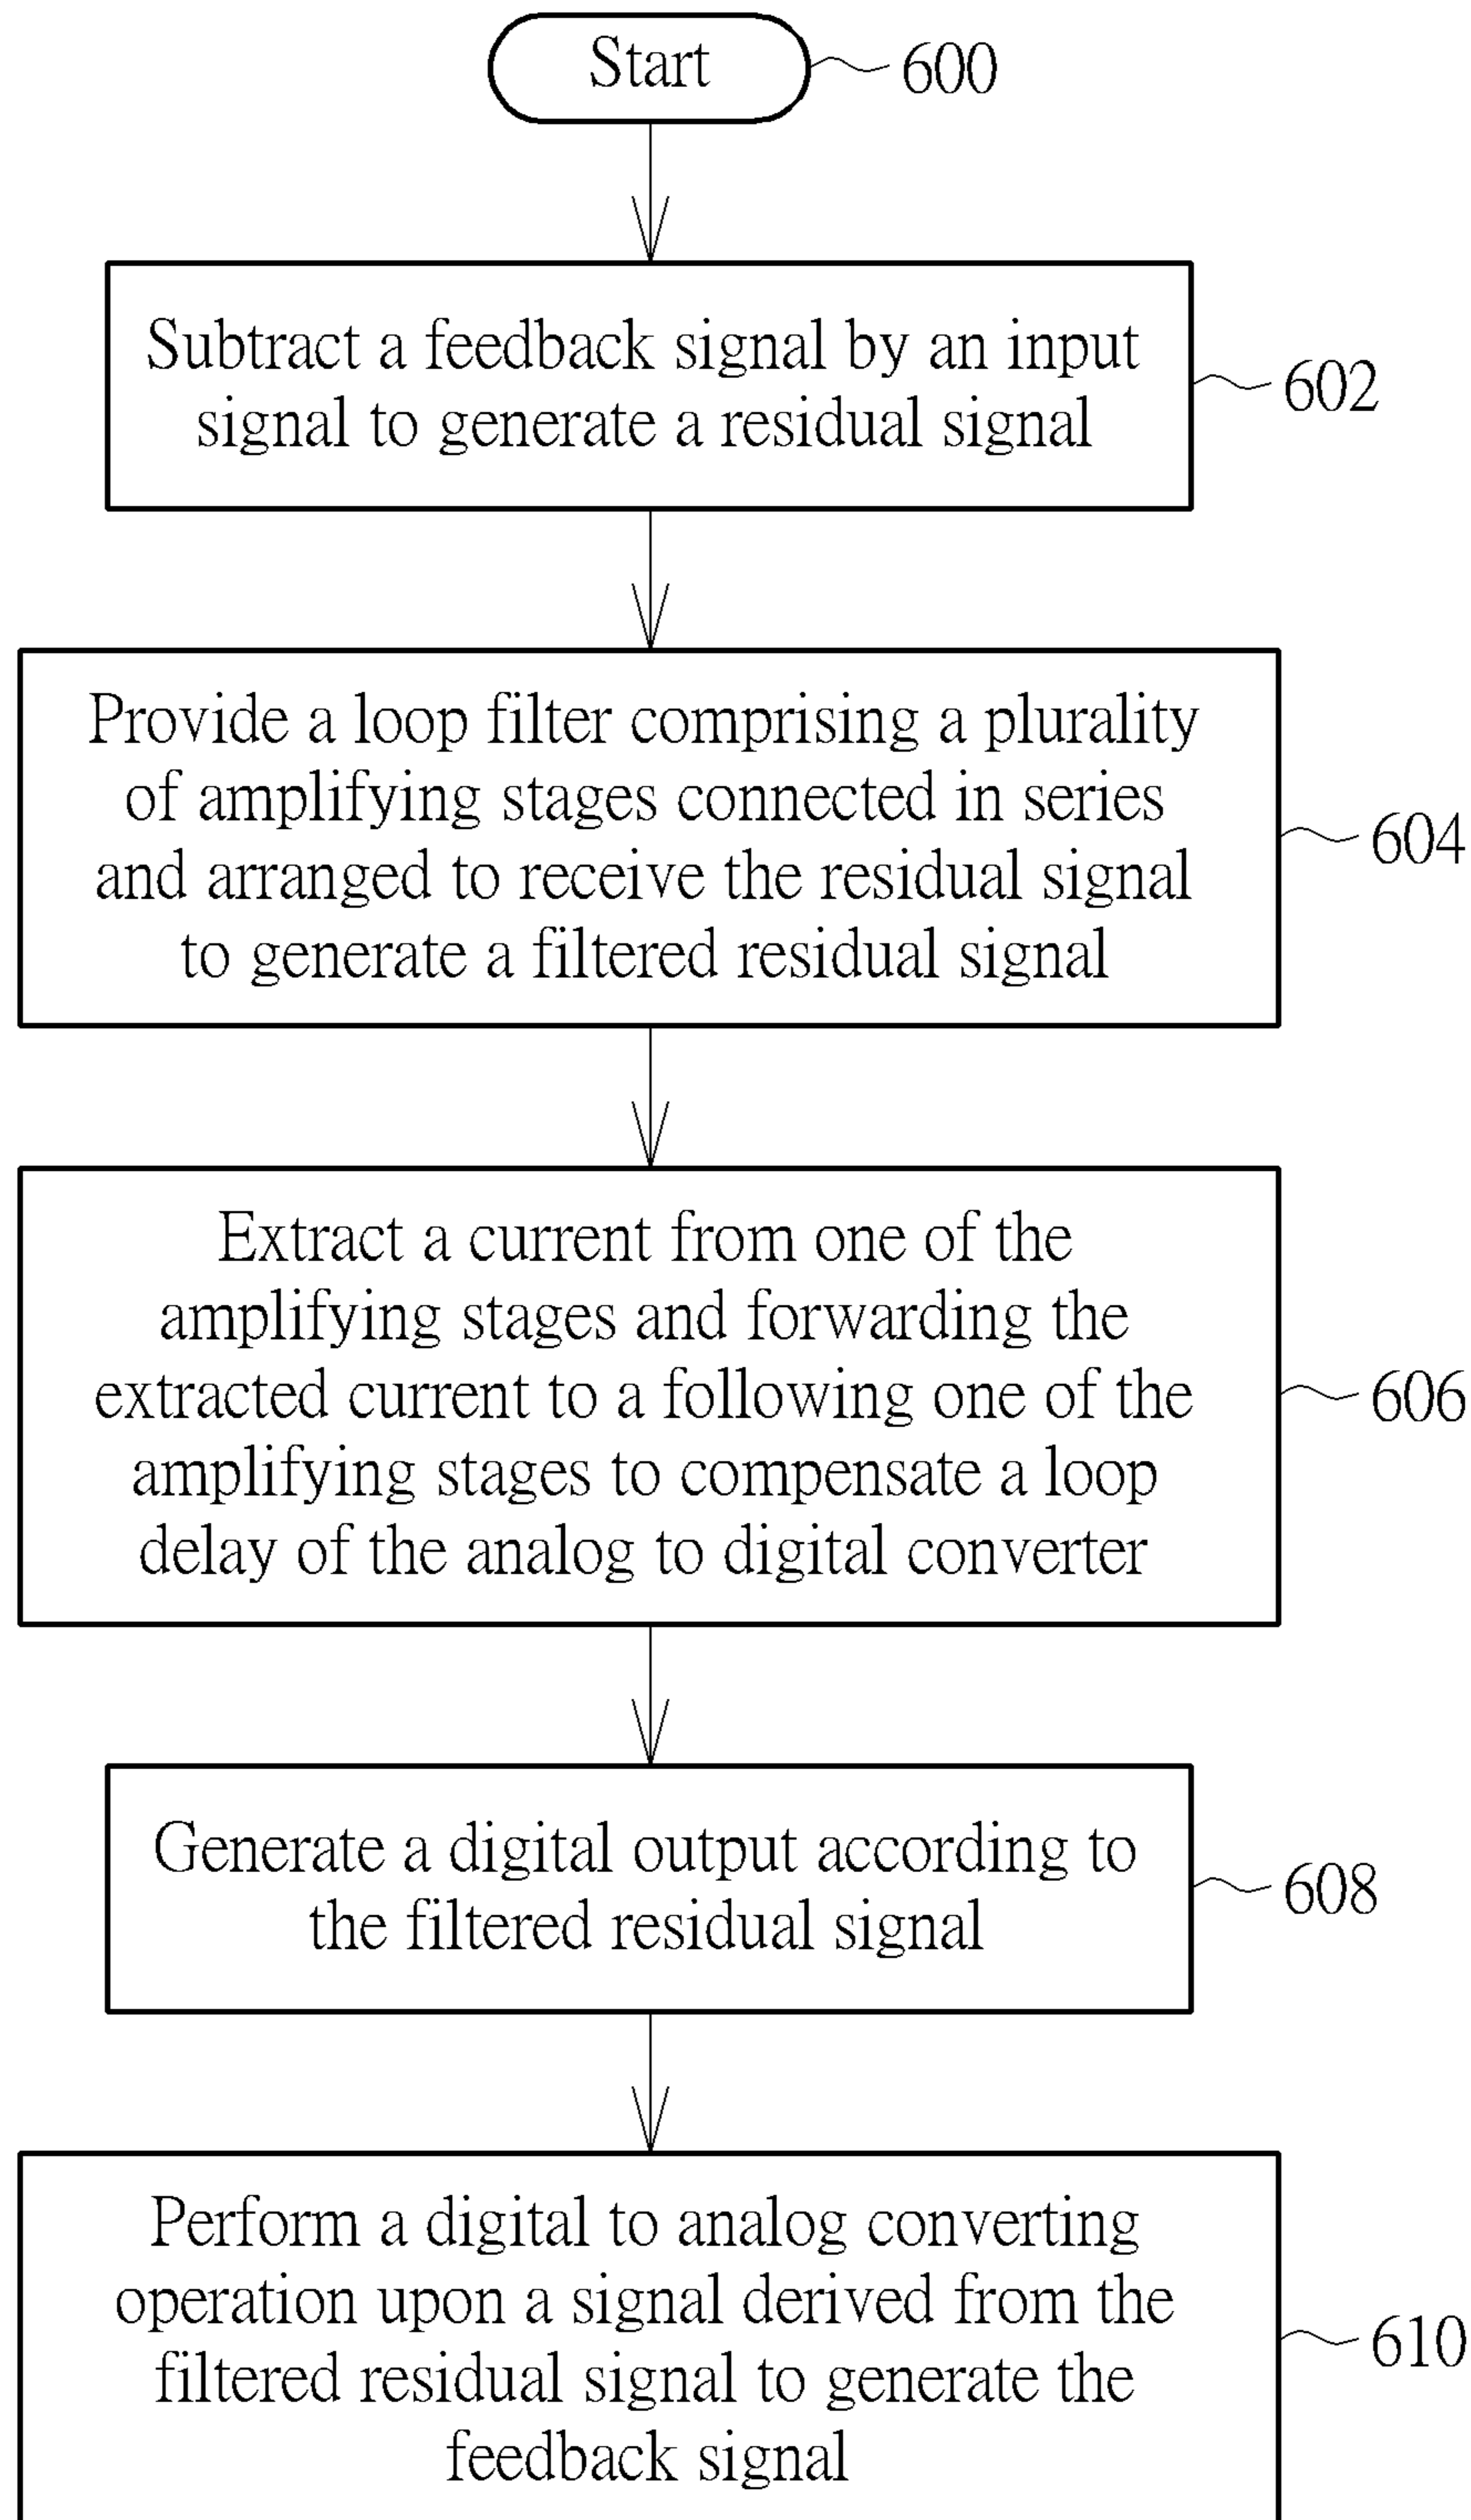 Start
600
Subtract a feedback signal by an input
signal to generate a residual signal
602
Provide a loop filter comprising a plurality
of amplifying stages connected in series
and arranged to receive the residual signal
to generate a filtered residual signal
604
Extract a current from one of the
amplifying stages and forwarding the
extracted current to a following one of the
amplifying stages to compensate a loop
delay of the analog to digital converter
606
Generate a digital output according to
the filtered residual signal
608
Perform a digital to analog converting
operation upon a signal derived from the
filtered residual signal to generate the
feedback signal
610